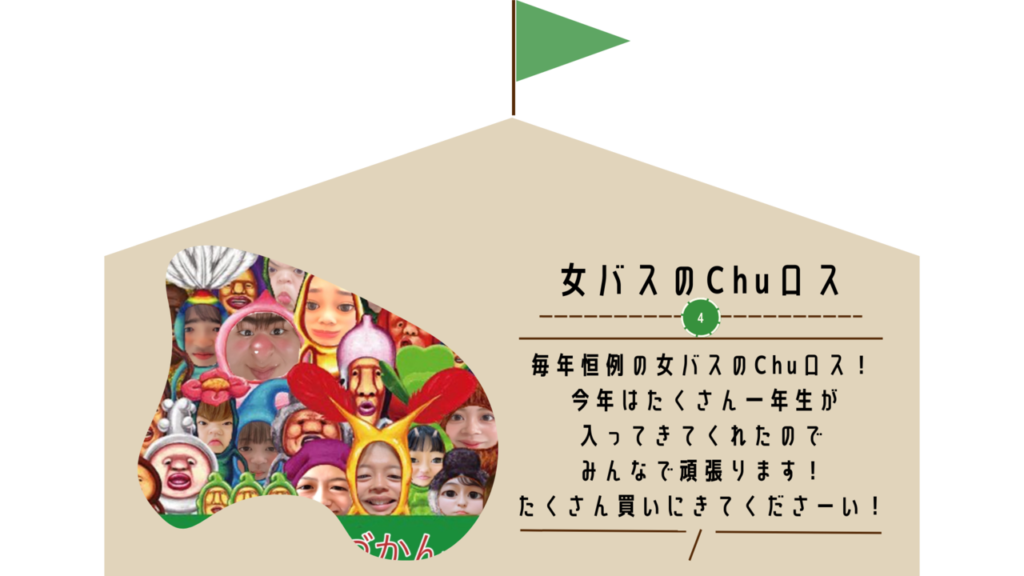 女バスのChuロス
4
毎年恒例の女バスのChuロス！
今年はたくさん一年生が
入ってきてくれたので
みんなで頑張ります！
たくさん買いにきてくださーい！
づかん